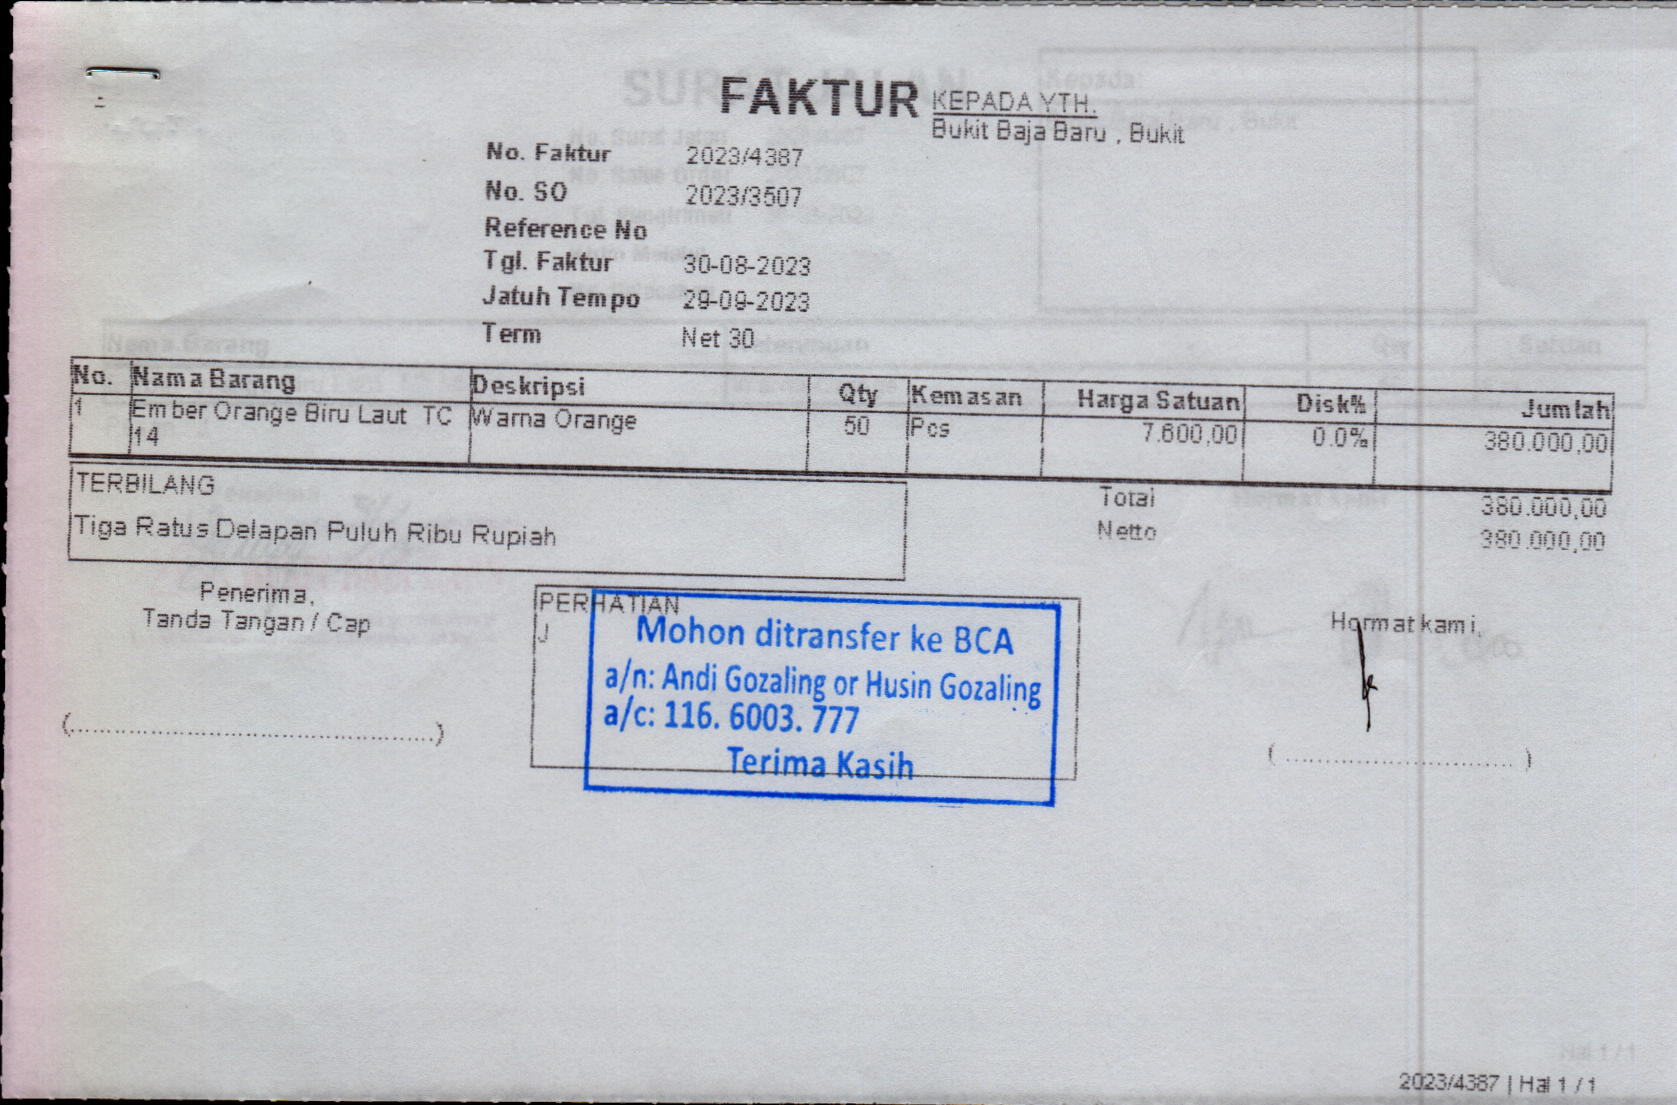 FAKTUR
KEPADA YTH.
Bukit Baja Baru , Bukit
No. Faktur 2023/4387
No. SO 2023/3507
Reference No
Tgl. Faktur 30-08-2023
Jatuh Tempo 29-09-2023
Term Net 30
No. Nama Barang Deskripsi Qty Kemasan Harga Satuan Disk% Jumlah
1 Ember Orange Biru Laut TC 14 Warna Orange 50 Pcs 7.600,00 0.0% 380.000,00
TERBILANG
Tiga Ratus Delapan Puluh Ribu Rupiah
Total 380.000,00
Netto 380.000,00
Penerima,
Tanda Tangan / Cap
(............................................)
PERHATIAN
J
Mohon ditransfer ke BCA
a/n: Andi Gozaling or Husin Gozaling
a/c: 116. 6003. 777
Terima Kasih
Hormat kami,
(............................)
2023/4387 | Hal 1 / 1